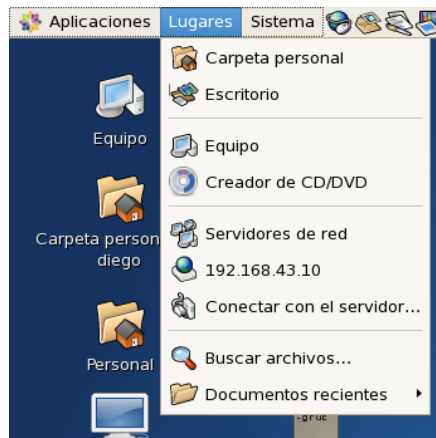 Aplicaciones Lugares Sistema
Carpeta personal
Escritorio
Equipo
Creador de CD/DVD
Servidores de red
192.168.43.10
Conectar con el servidor...
Buscar archivos...
Documentos recientes
Equipo
Carpeta person
diego
Personal